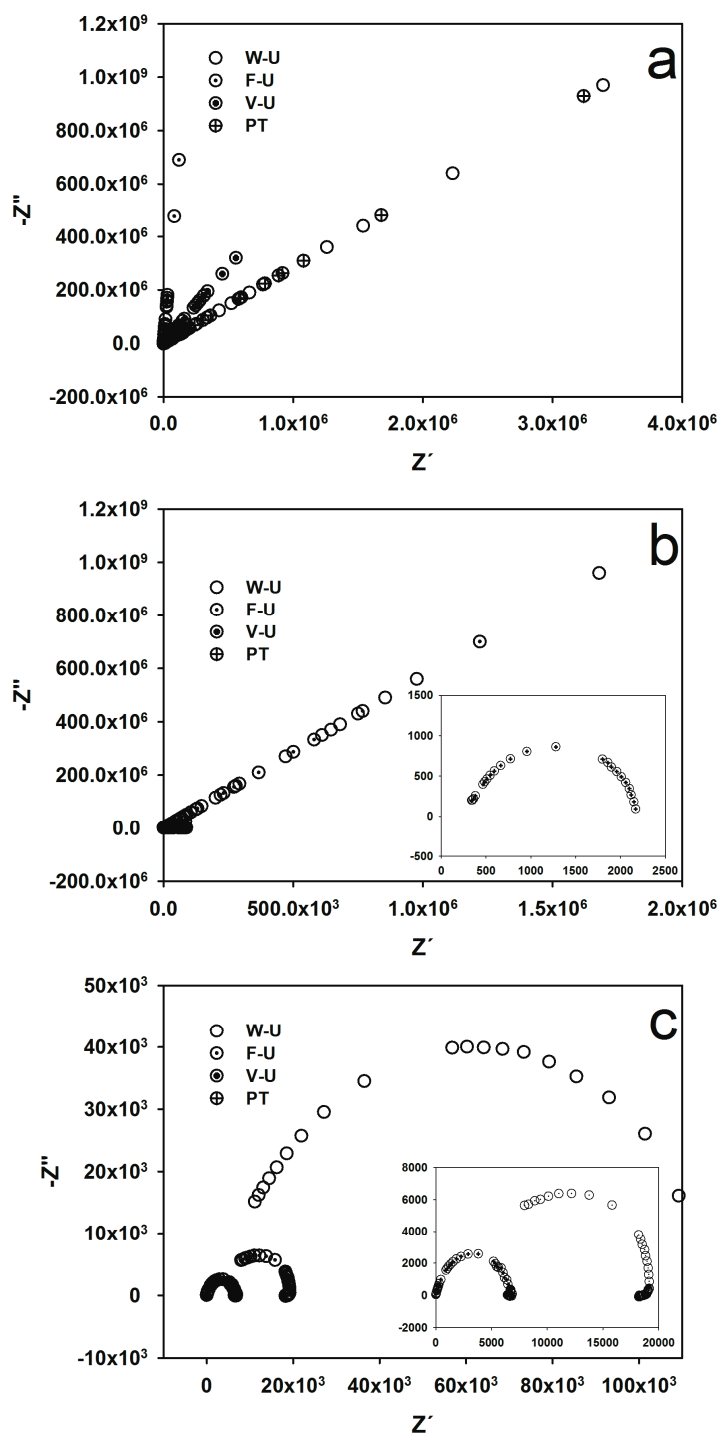 1.2x10⁹
a
W-U
F-U
V-U
PT
1.0x10⁹
800.0x10⁶
600.0x10⁶
400.0x10⁶
200.0x10⁶
0.0
-200.0x10⁶
-Z"
0.0
1.0x10⁶
2.0x10⁶
3.0x10⁶
4.0x10⁶
Z´
1.2x10⁹
b
1.0x10⁹
W-U
F-U
V-U
PT
800.0x10⁶
600.0x10⁶
400.0x10⁶
200.0x10⁶
0.0
-200.0x10⁶
-Z"
1500
1000
500
0
-500
0
500
1000
1500
2000
2500
0.0
500.0x10³
1.0x10⁶
1.5x10⁶
2.0x10⁶
Z´
50x10³
c
W-U
F-U
V-U
PT
40x10³
30x10³
20x10³
10x10³
0
-10x10³
-Z"
8000
6000
4000
2000
0
-2000
0
5000
10000
15000
20000
0
20x10³
40x10³
60x10³
80x10³
100x10³
Z´